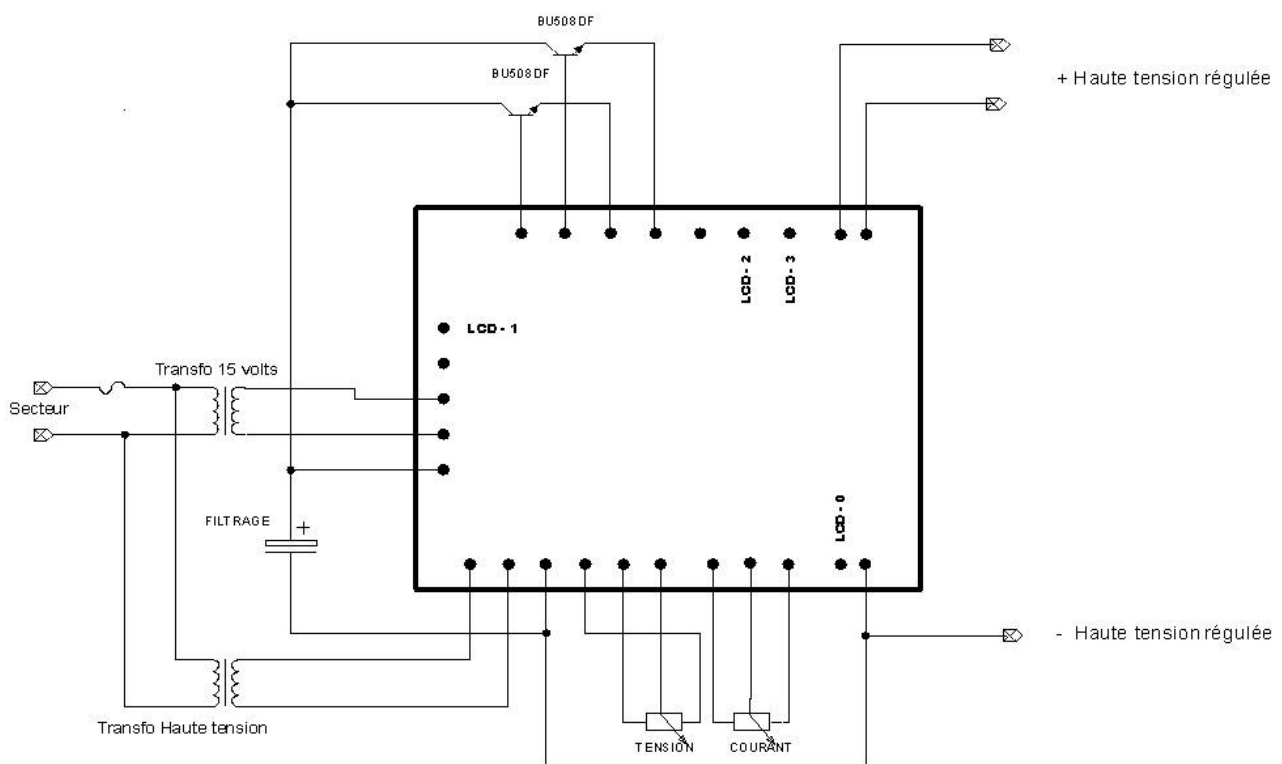 BU508DF
BU508DF
+ Haute tension régulée
LCD-2
LCD-3
LCD-1
Transfo 15 volts
Secteur
FILTRAGE
+
LCD-0
- Haute tension régulée
Transfo Haute tension
TENSION
COURANT